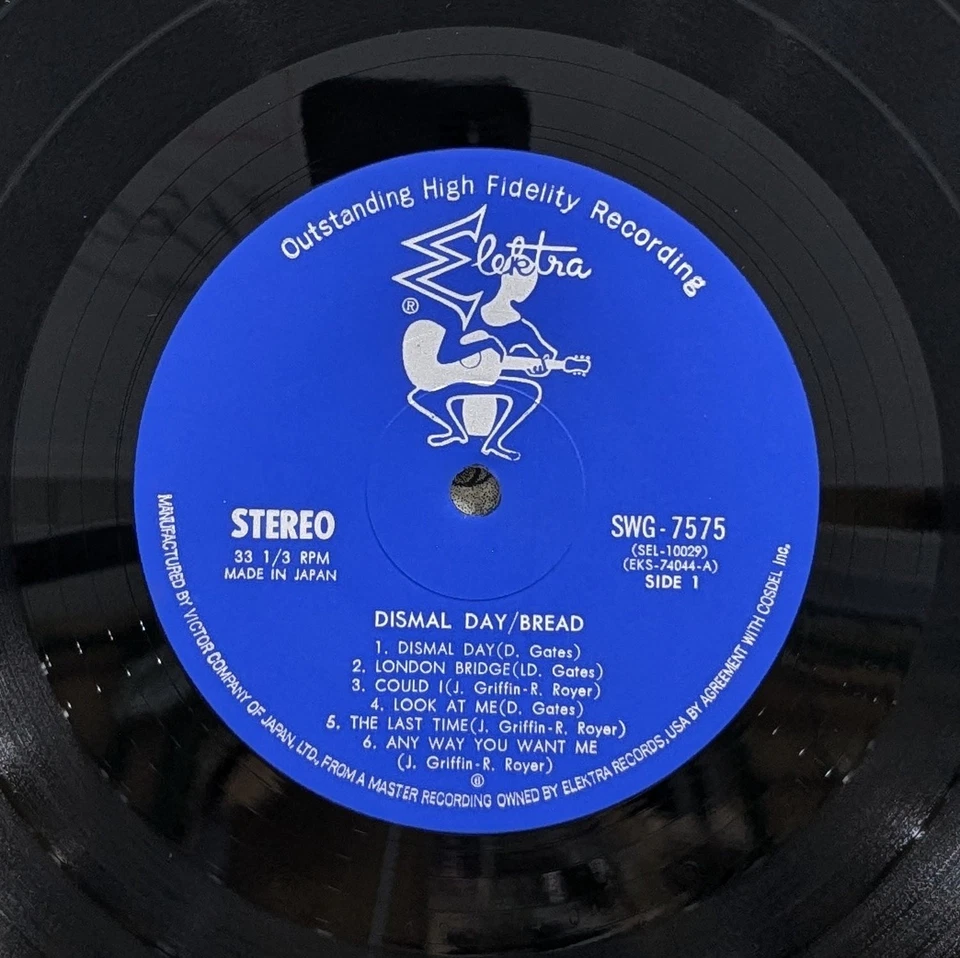 Outstanding High Fidelity Recording
Elektra
®
STEREO
33 1/3 RPM
MADE IN JAPAN
SWG-7575
(SEL-10029)
(EKS-74044-A)
SIDE 1
DISMAL DAY/BREAD
1. DISMAL DAY(D. Gates)
2. LONDON BRIDGE(LD. Gates)
3. COULD I(J. Griffin-R. Royer)
4. LOOK AT ME(D. Gates)
5. THE LAST TIME(J. Griffin-R. Royer)
6. ANY WAY YOU WANT ME
(J. Griffin-R. Royer)
MANUFACTURED BY VICTOR COMPANY OF JAPAN, LTD., FROM A MASTER RECORDING OWNED BY ELEKTRA RECORDS, USA BY AGREEMENT WITH COSDEL Inc.